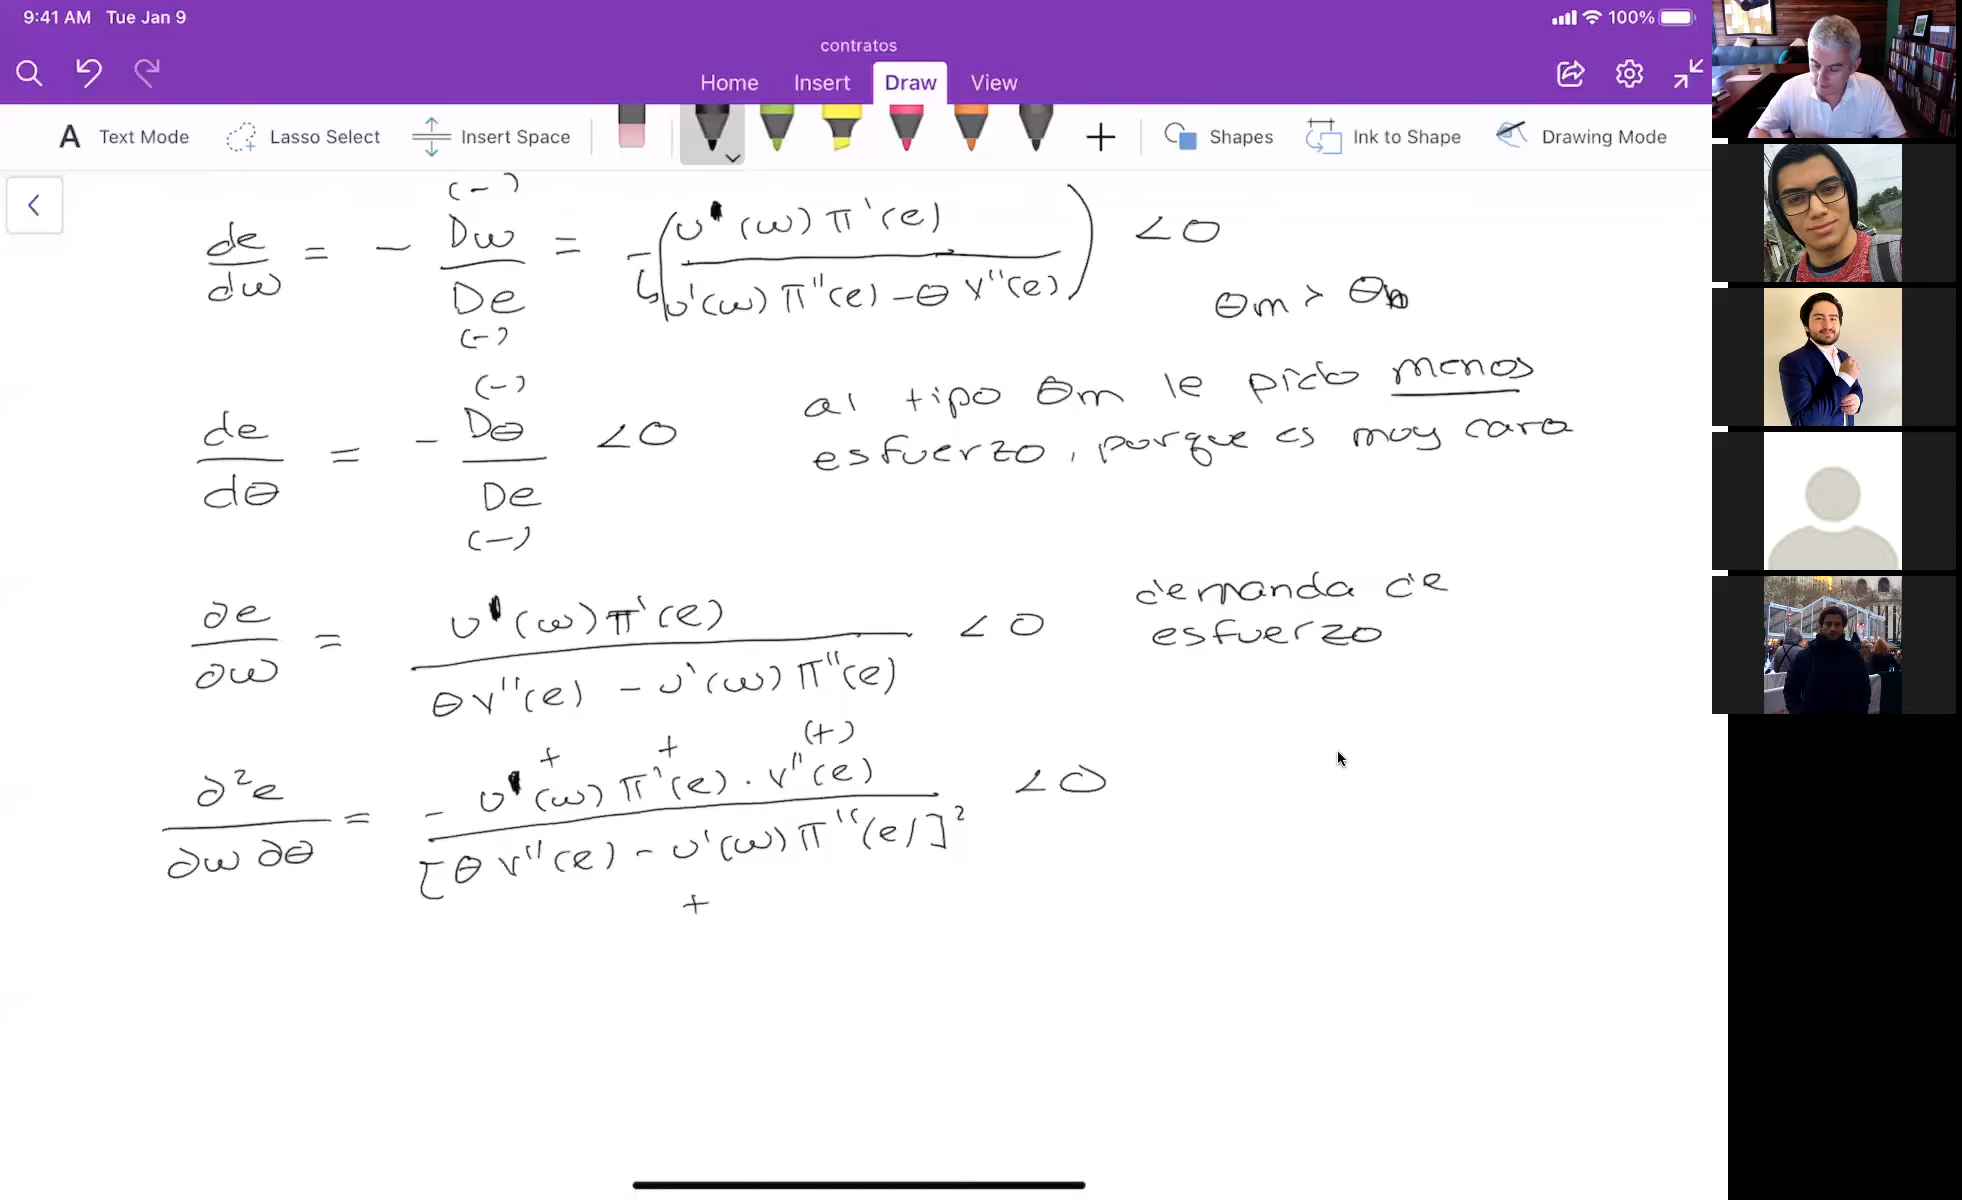 9:41 AM Tue Jan 9
100%
contratos
Home Insert Draw View
A Text Mode Lasso Select Insert Space Shapes Ink to Shape Drawing Mode
(-)
de/dw = - Dw/De = -(υ'(w) π'(e) / υ'(w) π''(e) - θ v''(e)) <0
(-)
θm > θb
(-)
de/dθ = - Dθ/De <0
(-)
al tipo θm le pido menos
esfuerzo, porque es muy caro
∂e/∂w = υ'(w) π'(e) / θ v''(e) - υ'(w) π''(e) <0
demanda de
esfuerzo
+ + (+)
∂²e/∂w ∂θ = - υ'(w) π'(e) · v''(e) / [θ v''(e) - υ'(w) π''(e)]² <0
+